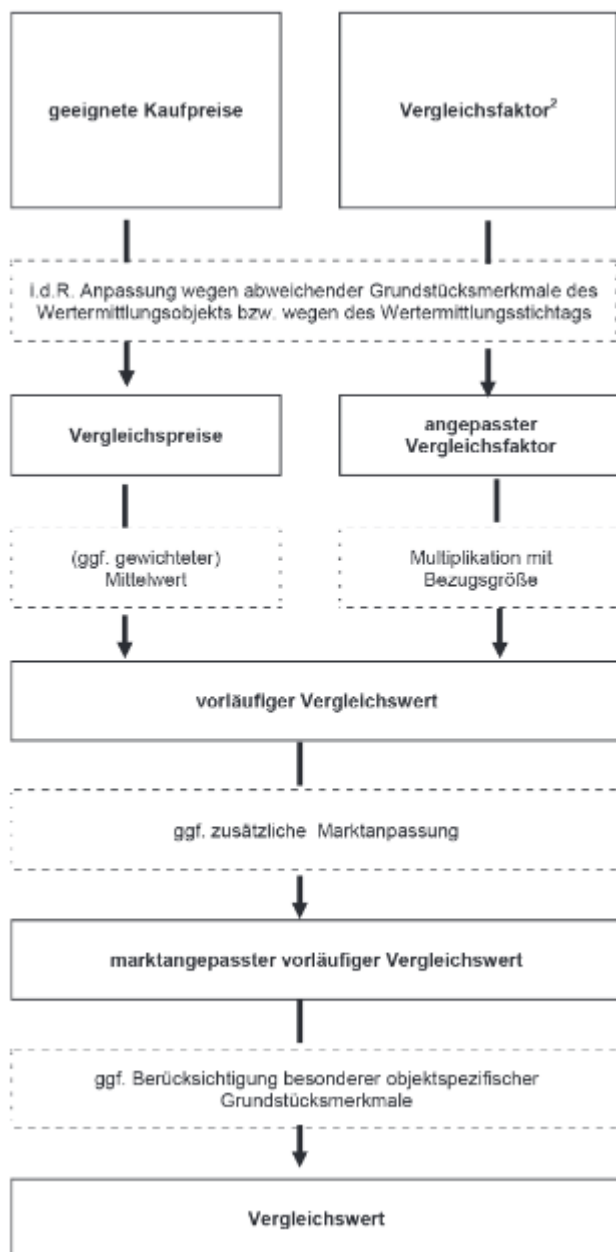 geeignete Kaufpreise
Vergleichsfaktor²
i.d.R. Anpassung wegen abweichender Grundstücksmerkmale des
Wertermittlungsobjekts bzw. wegen des Wertermittlungsstichtags
Vergleichspreise
angepasster
Vergleichsfaktor
(ggf. gewichteter)
Mittelwert
Multiplikation mit
Bezugsgröße
vorläufiger Vergleichswert
ggf. zusätzliche Marktanpassung
marktangepasster vorläufiger Vergleichswert
ggf. Berücksichtigung besonderer objektspezifischer
Grundstücksmerkmale
Vergleichswert